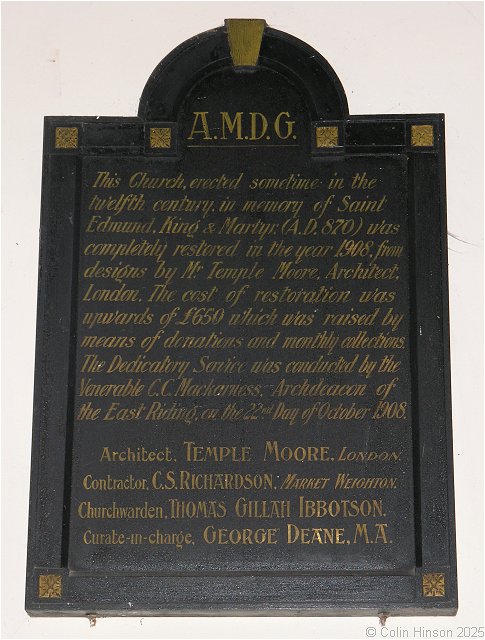 A.M.D.G.
This Church, erected sometime in the
twelfth century, in memory of Saint
Edmund, King & Martyr, (A.D. 870) was
completely restored in the year 1908, from
designs by Mr Temple Moore, Architect,
London. The cost of restoration was
upwards of £650 which was raised by
means of donations and monthly collections.
The Dedicatory Service was conducted by the
Venerable C.C. Mackarness, Archdeacon of
the East Riding, on the 22nd Day of October 1908.
Architect, TEMPLE MOORE, LONDON.
Contractor, C.S. RICHARDSON, MARKET WEIGHTON.
Churchwarden, THOMAS GILLAH IBBOTSON.
Curate-in-charge, GEORGE DEANE, M.A.
© Colin Hinson 2025